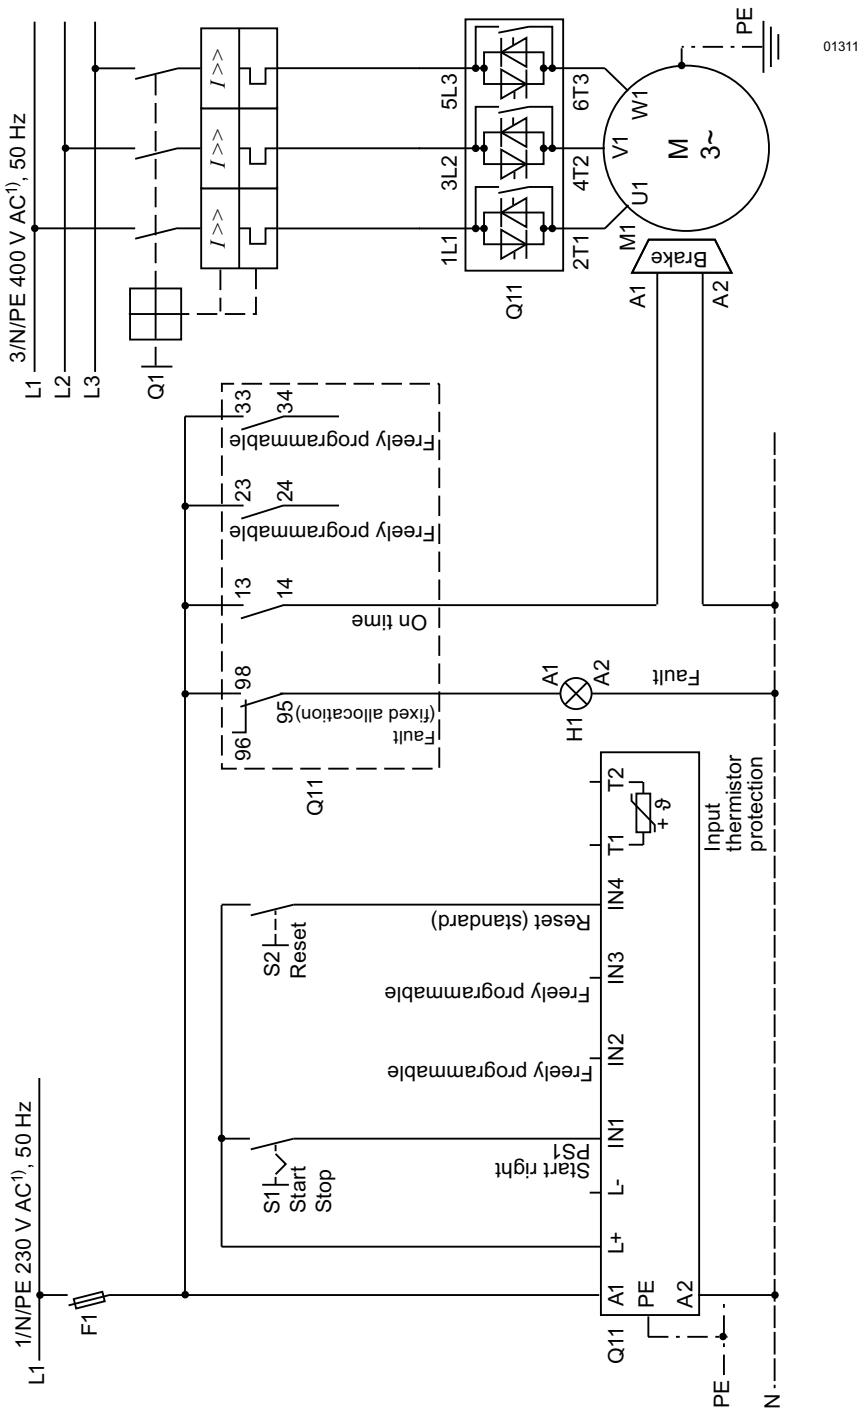 1/N/PE 230 V AC1), 50 Hz
L1
F1
3/N/PE 400 V AC1), 50 Hz
L1
L2
L3
Q1
I >>
I >>
I >>
1L1
3L2
5L3
Q11
2T1
4T2
6T3
M1
U1
V1
W1
M
3~
PE
Brake
A1
A2
S1
Start
Stop
S2
Reset
96
98
95
Fault
(fixed allocation)
13
14
On time
23
24
Freely programmable
33
34
Freely programmable
Q11
H1
A1
A2
Fault
Start right
PS1
Freely programmable
Freely programmable
Reset (standard)
Q11
A1
L+
L-
IN1
IN2
IN3
IN4
T1
T2
+ ϑ
PE
A2
Input
thermistor
protection
PE
N
01311